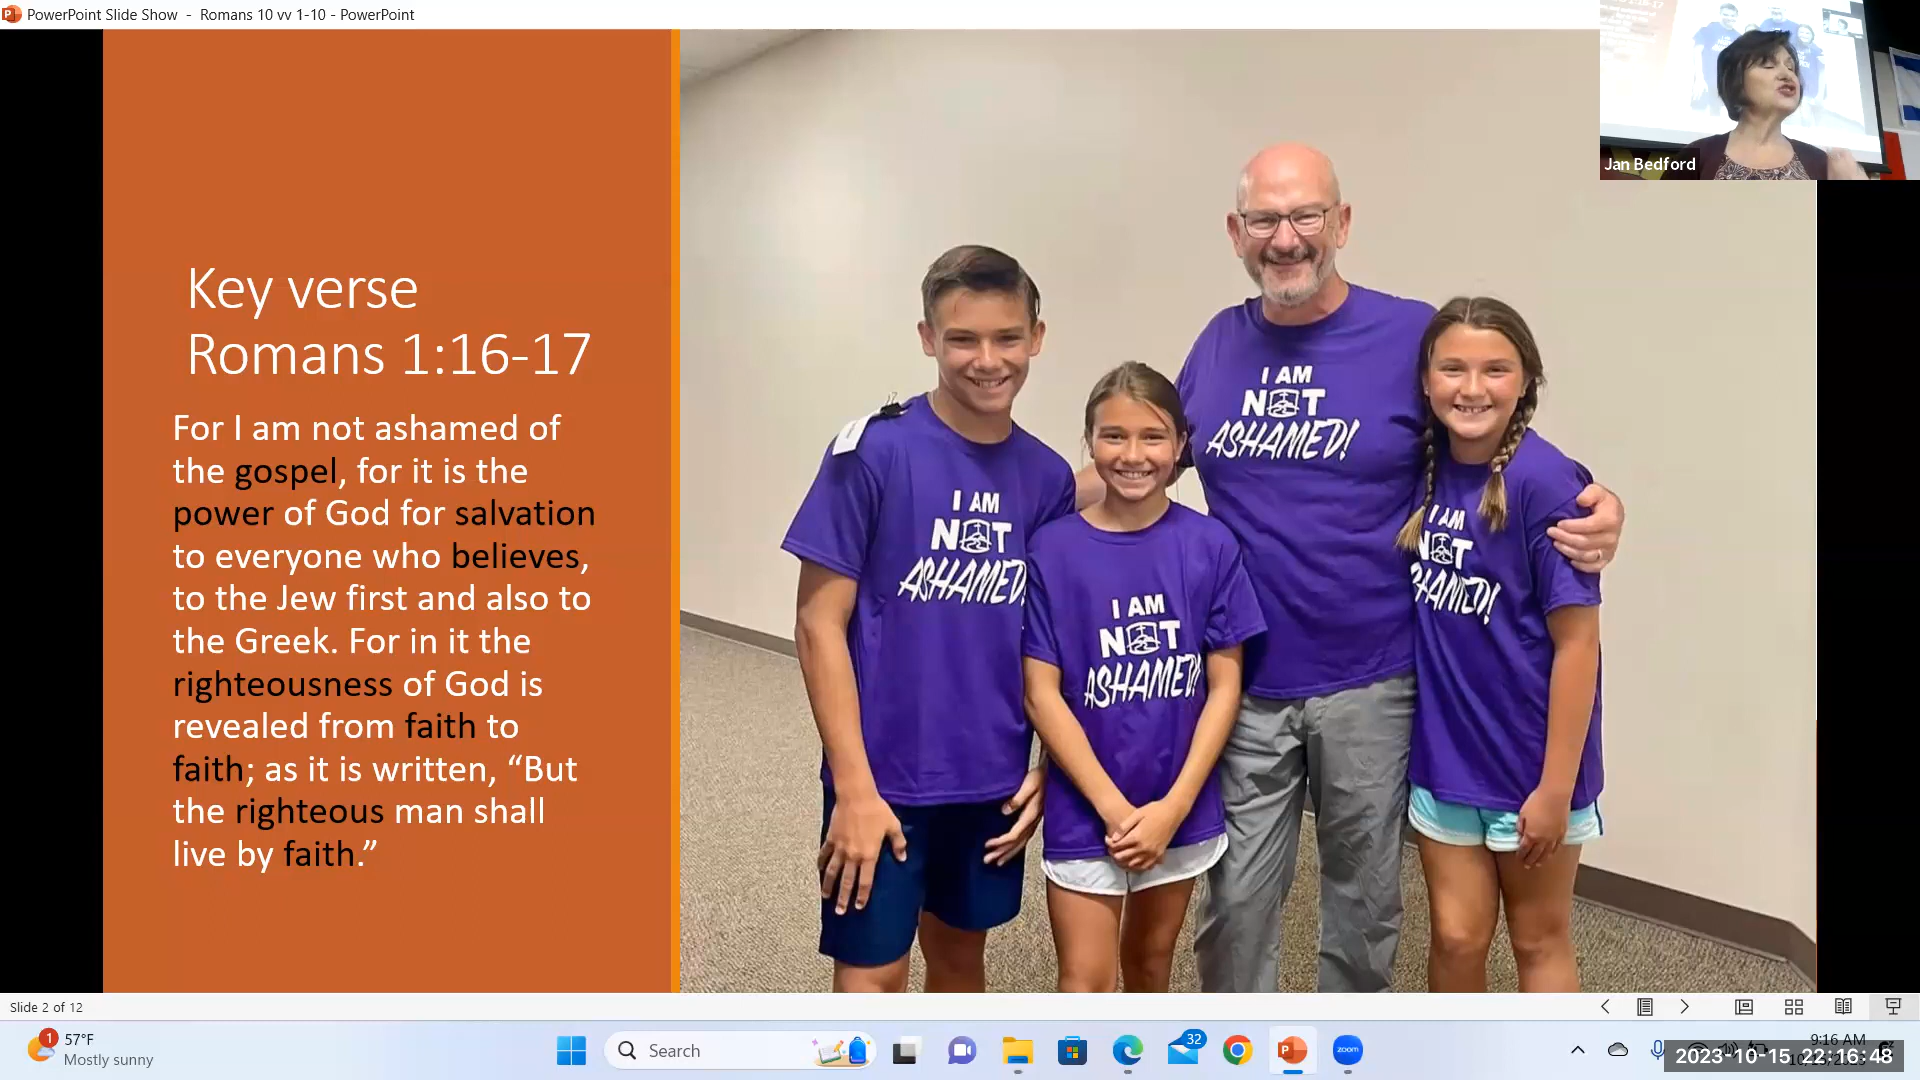 PowerPoint Slide Show - Romans 10 vv 1-10 - PowerPoint
Jan Bedford
Key verse
Romans 1:16-17
For I am not ashamed of
the gospel, for it is the
power of God for salvation
to everyone who believes,
to the Jew first and also to
the Greek. For in it the
righteousness of God is
revealed from faith to
faith; as it is written, “But
the righteous man shall
live by faith.”
I AM
NOT
ASHAMED!
I AM
NOT
ASHAMED!
I AM
NOT
ASHAMED!
I AM
NOT
ASHAMED!
Slide 2 of 12
1
57°F
Mostly sunny
Search
32
zoom
9:16 AM
2023-10-15 22:16:48